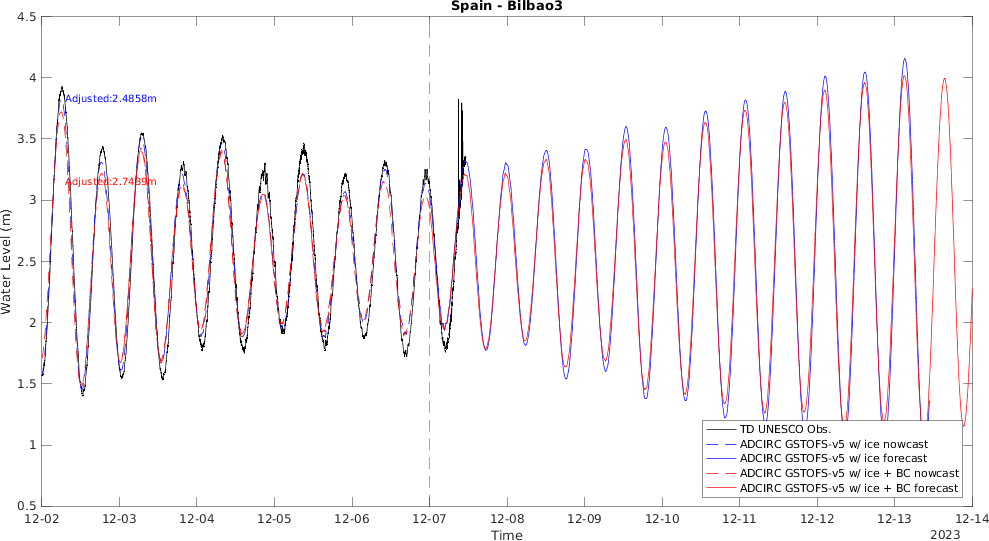 Spain - Bilbao3
4.5
4
3.5
3
2.5
2
1.5
1
0.5
Water Level (m)
Adjusted:2.4858m
Adjusted:2.7439m
TD UNESCO Obs.
ADCIRC GSTOFS-v5 w/ ice nowcast
ADCIRC GSTOFS-v5 w/ ice forecast
ADCIRC GSTOFS-v5 w/ ice + BC nowcast
ADCIRC GSTOFS-v5 w/ ice + BC forecast
12-02 12-03 12-04 12-05 12-06 12-07 12-08 12-09 12-10 12-11 12-12 12-13 12-14
Time
2023